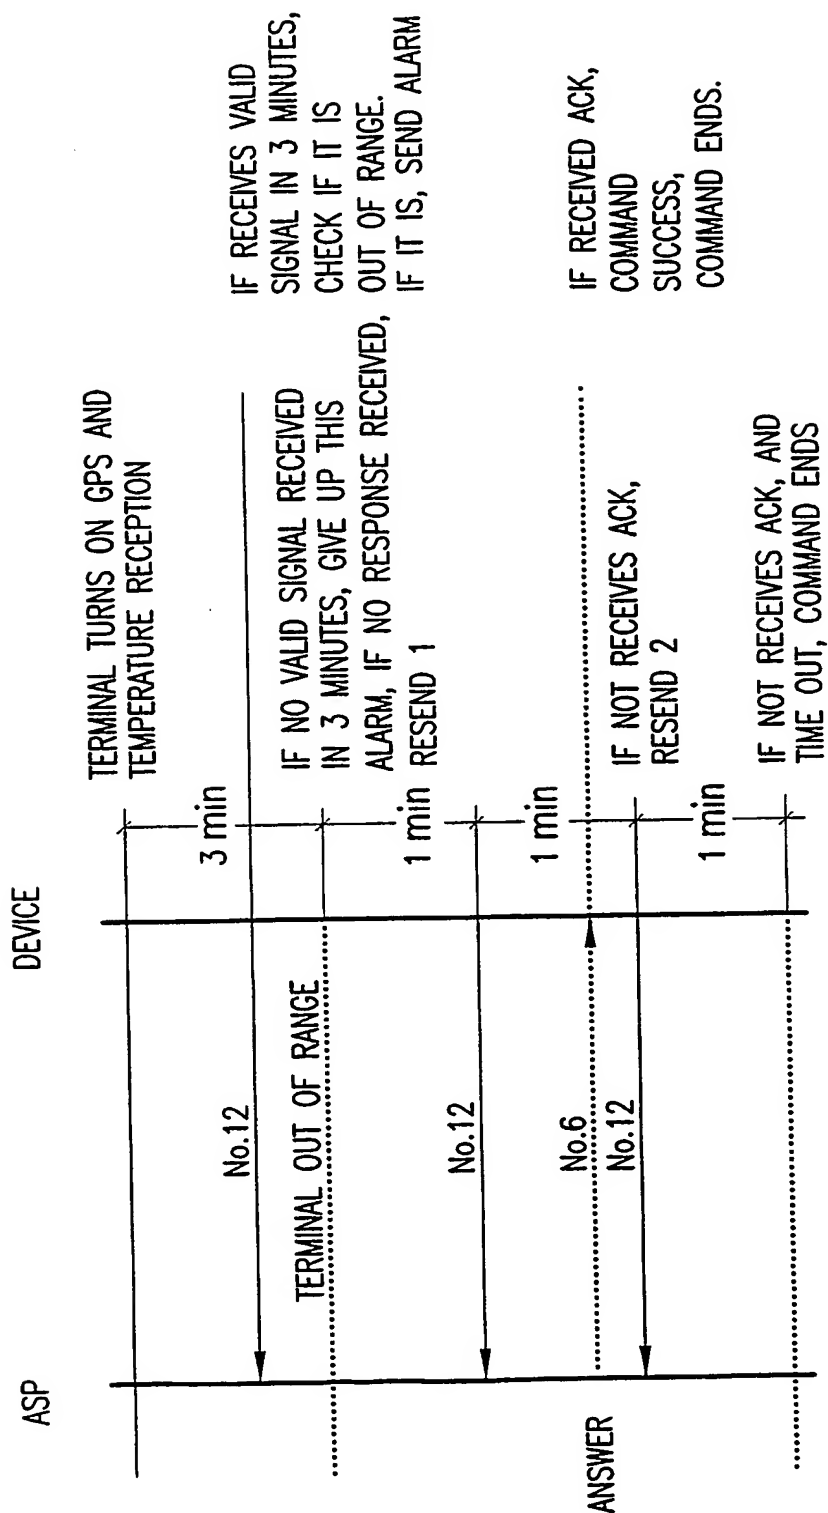 ASP
DEVICE
TERMINAL TURNS ON GPS AND
TEMPERATURE RECEPTION
3 min
No.12
IF RECEIVES VALID
SIGNAL IN 3 MINUTES,
CHECK IF IT IS
OUT OF RANGE.
IF IT IS, SEND ALARM
TERMINAL OUT OF RANGE
IF NO VALID SIGNAL RECEIVED
IN 3 MINUTES, GIVE UP THIS
ALARM, IF NO RESPONSE RECEIVED,
RESEND 1
1 min
No.12
1 min
ANSWER
No.6
IF RECEIVED ACK,
COMMAND
SUCCESS,
COMMAND ENDS.
No.12
IF NOT RECEIVES ACK,
RESEND 2
1 min
IF NOT RECEIVES ACK, AND
TIME OUT, COMMAND ENDS